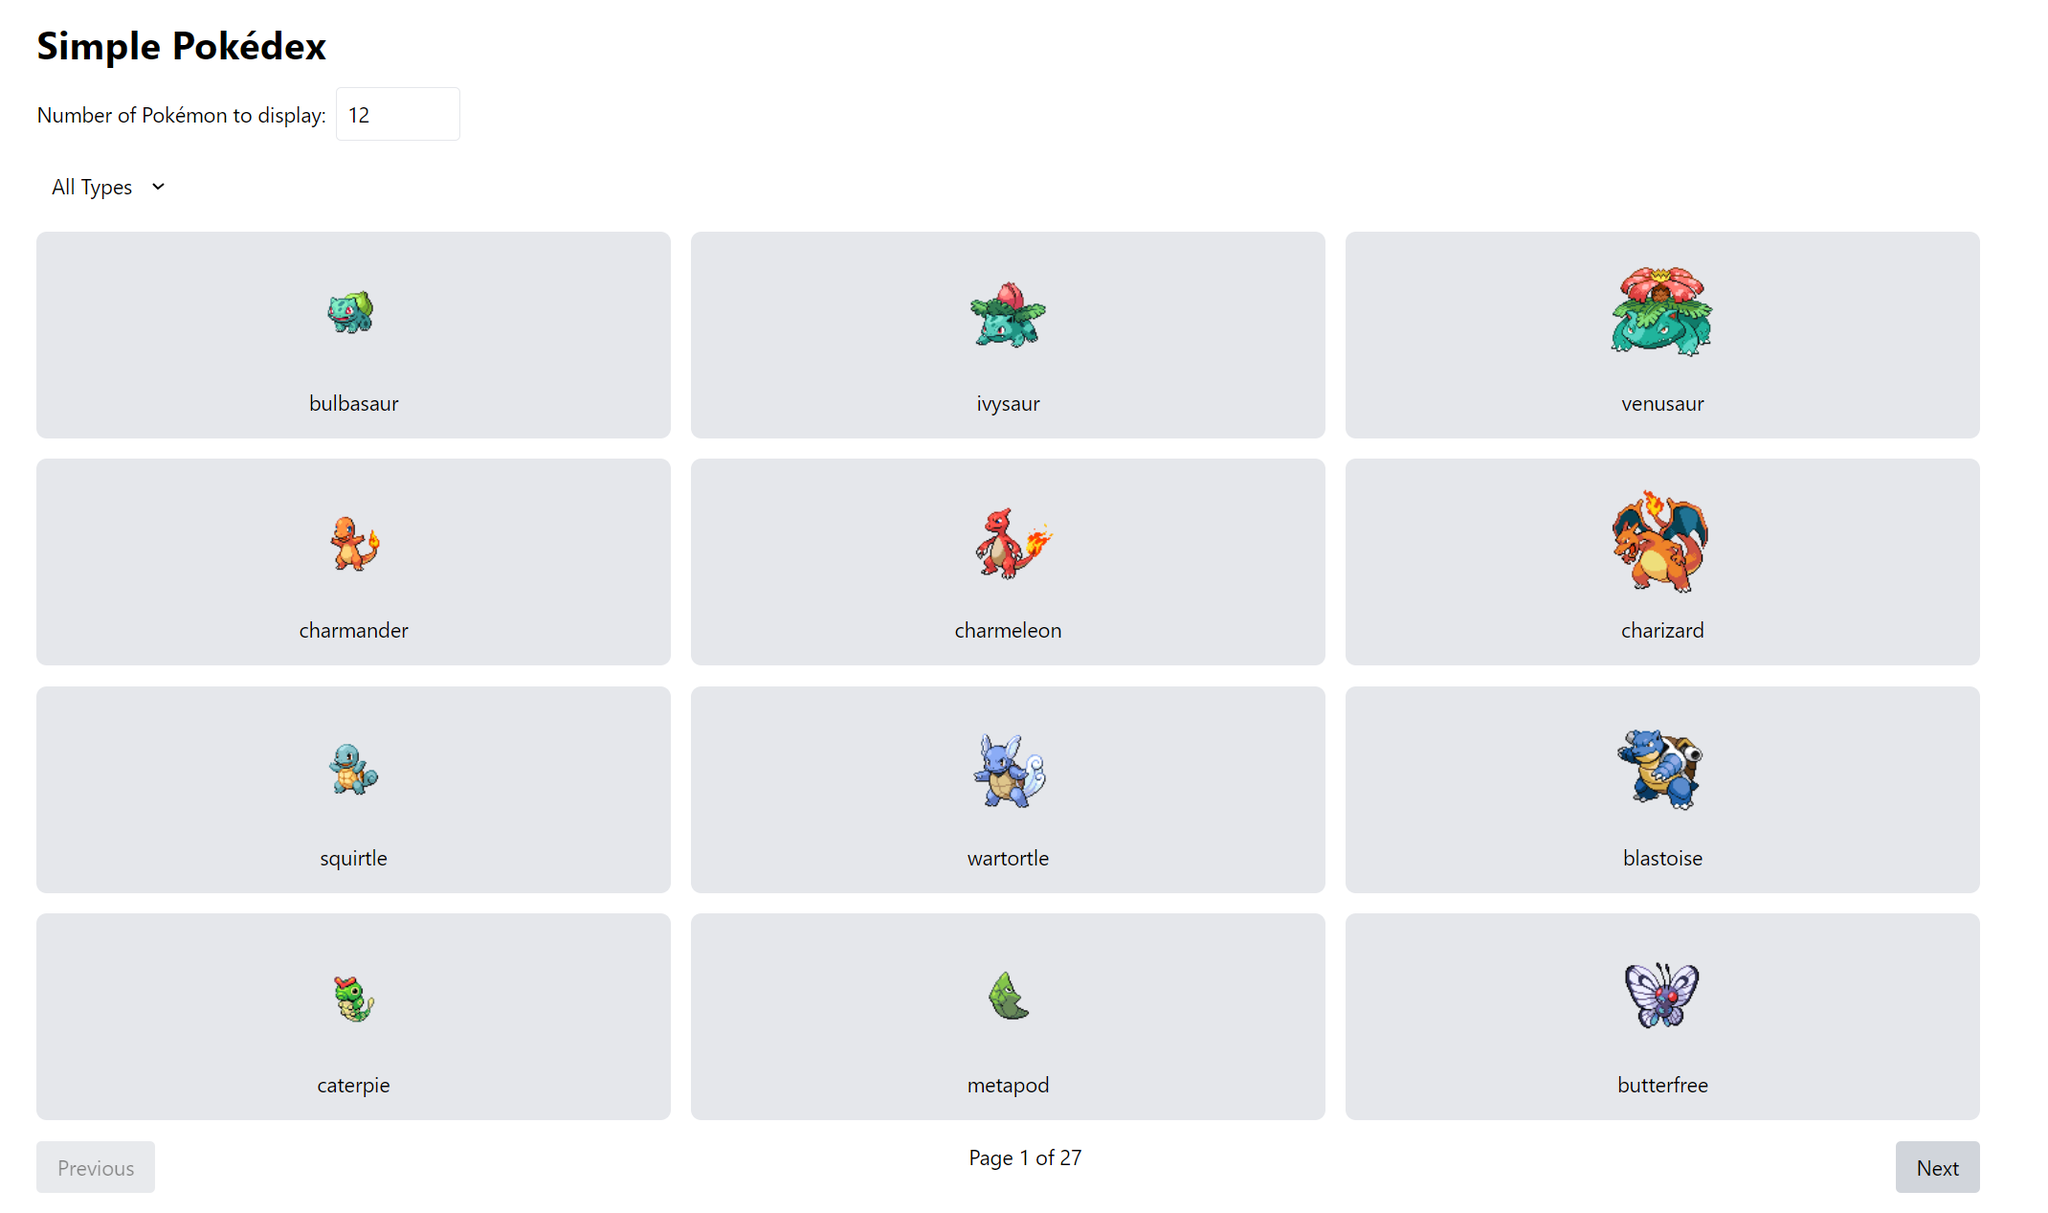 Simple Pokédex
Number of Pokémon to display: 12
All Types
bulbasaur
ivysaur
venusaur
charmander
charmeleon
charizard
squirtle
wartortle
blastoise
caterpie
metapod
butterfree
Previous
Page 1 of 27
Next